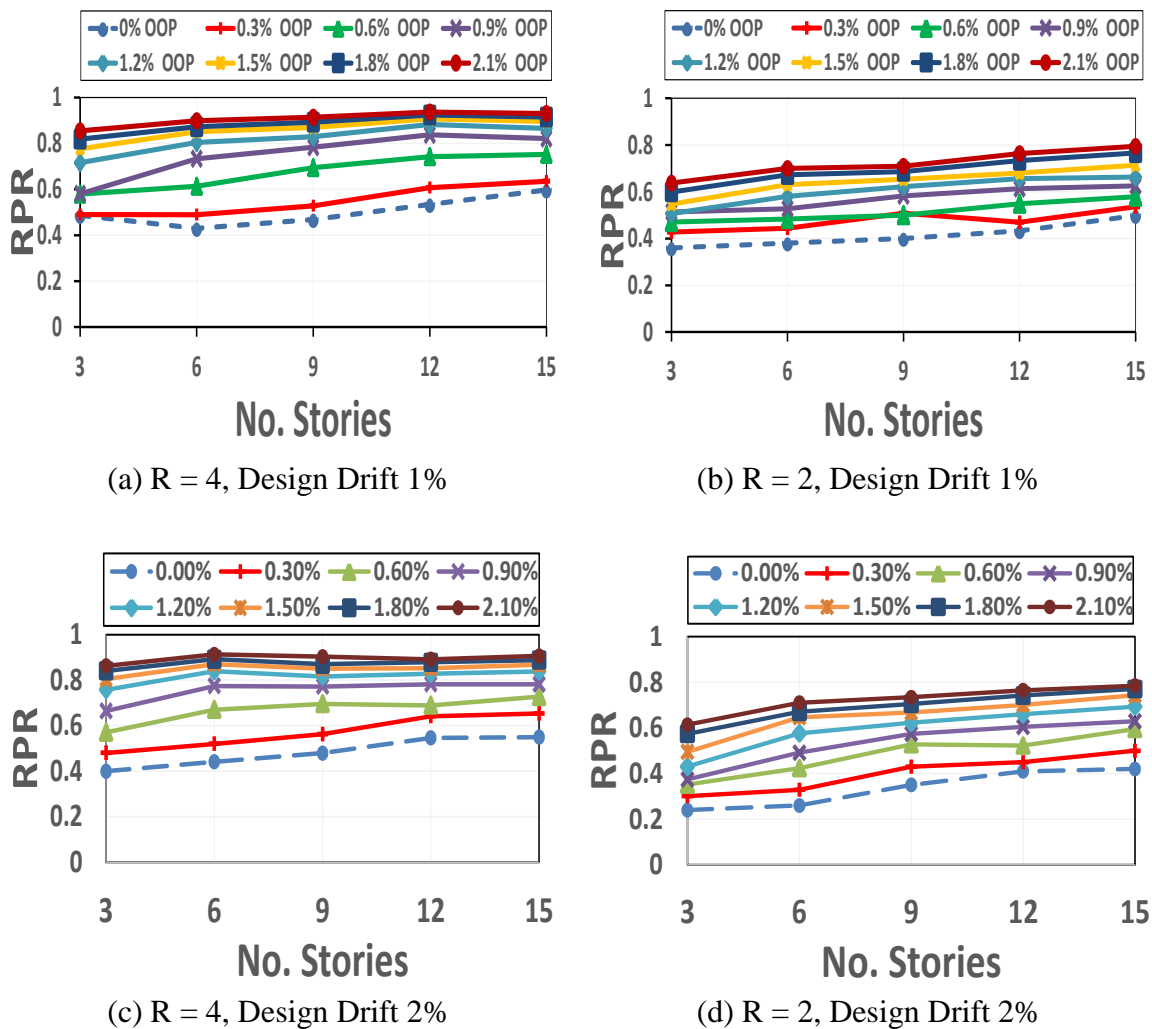 0% OOP 0.3% OOP 0.6% OOP 0.9% OOP
1.2% OOP 1.5% OOP 1.8% OOP 2.1% OOP
1
0.8
0.6
0.4
0.2
0
RPR
3 6 9 12 15
No. Stories
(a) R = 4, Design Drift 1%
0% OOP 0.3% OOP 0.6% OOP 0.9% OOP
1.2% OOP 1.5% OOP 1.8% OOP 2.1% OOP
1
0.8
0.6
0.4
0.2
0
RPR
3 6 9 12 15
No. Stories
(b) R = 2, Design Drift 1%
0.00% 0.30% 0.60% 0.90%
1.20% 1.50% 1.80% 2.10%
1
0.8
0.6
0.4
0.2
0
RPR
3 6 9 12 15
No. Stories
(c) R = 4, Design Drift 2%
0.00% 0.30% 0.60% 0.90%
1.20% 1.50% 1.80% 2.10%
1
0.8
0.6
0.4
0.2
0
RPR
3 6 9 12 15
No. Stories
(d) R = 2, Design Drift 2%